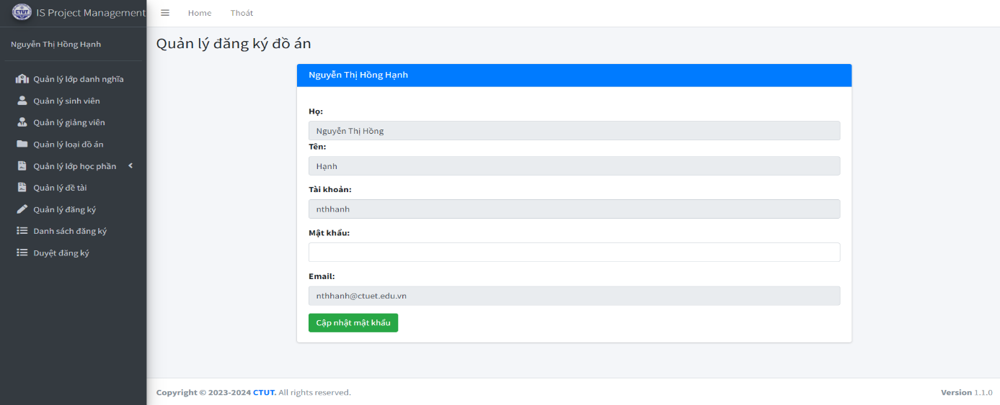 CTUT
IS Project Management
Home
Thoát
Nguyễn Thị Hồng Hạnh
Quản lý lớp danh nghĩa
Quản lý sinh viên
Quản lý giảng viên
Quản lý loại đồ án
Quản lý lớp học phần
Quản lý đề tài
Quản lý đăng ký
Danh sách đăng ký
Duyệt đăng ký
Quản lý đăng ký đồ án
Nguyễn Thị Hồng Hạnh
Họ:
Nguyễn Thị Hồng
Tên:
Hạnh
Tài khoản:
nthhanh
Mật khẩu:
Email:
nthhanh@ctuet.edu.vn
Cập nhật mật khẩu
Copyright © 2023-2024 CTUT. All rights reserved.
Version 1.1.0